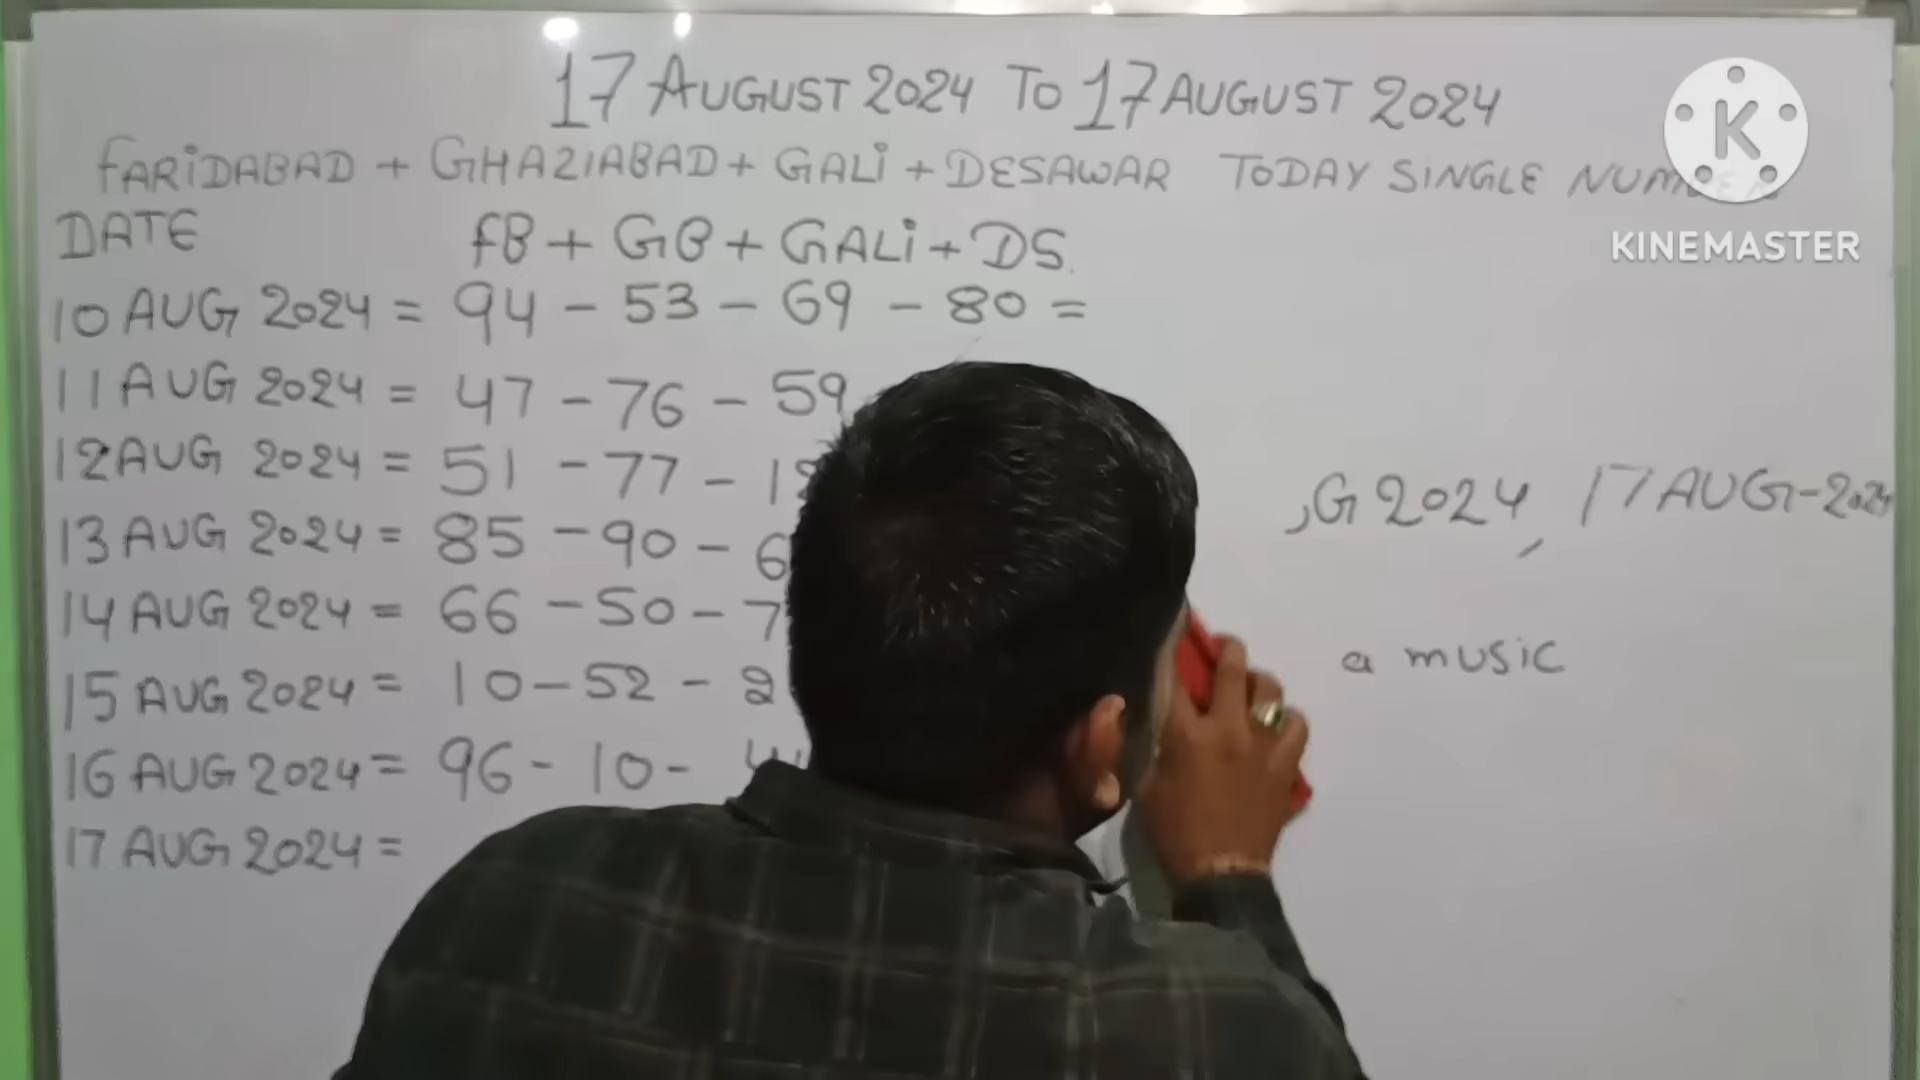 17 AUGUST 2024 TO 17 AUGUST 2024
FARIDABAD + GHAZIABAD + GALI + DESAWAR TODAY SINGLE
DATE FB + GB + GALI + DS.
10 AUG 2024 = 94 - 53 - 69 - 80 =
11 AUG 2024 = 47 - 76 - 59
12 AUG 2024 = 51 - 77 -
13 AUG 2024 = 85 - 90 - 6
14 AUG 2024 = 66 - 50 - 7
15 AUG 2024 = 10 - 52 - 2
16 AUG 2024 = 96 - 10 -
17 AUG 2024 =
G 2024, 17 AUG-2024
a music
K
KINEMASTER